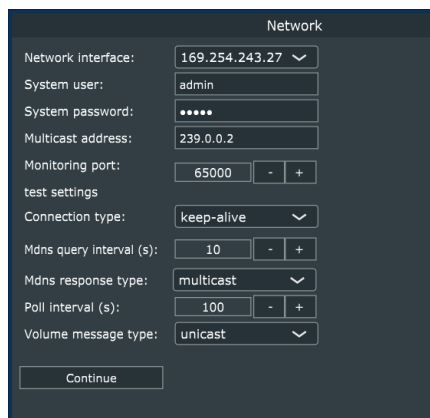 Network
Network interface: 169.254.243.27
System user: admin
System password: •••••
Multicast address: 239.0.0.2
Monitoring port: 65000 - +
test settings
Connection type: keep-alive
Mdns query interval (s): 10 - +
Mdns response type: multicast
Poll interval (s): 100 - +
Volume message type: unicast
Continue